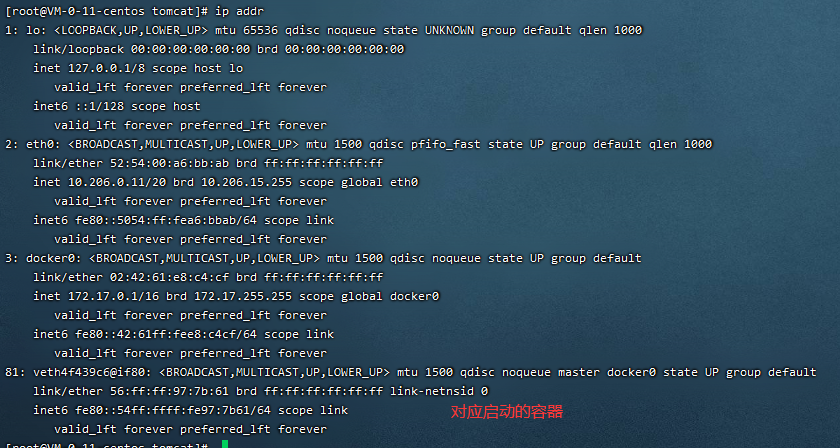 [root@VM-0-11-centos tomcat]# ip addr
1: lo: <LOOPBACK,UP,LOWER_UP> mtu 65536 qdisc noqueue state UNKNOWN group default qlen 1000
    link/loopback 00:00:00:00:00:00 brd 00:00:00:00:00:00
    inet 127.0.0.1/8 scope host lo
       valid_lft forever preferred_lft forever
    inet6 ::1/128 scope host
       valid_lft forever preferred_lft forever
2: eth0: <BROADCAST,MULTICAST,UP,LOWER_UP> mtu 1500 qdisc pfifo_fast state UP group default qlen 1000
    link/ether 52:54:00:a6:bb:ab brd ff:ff:ff:ff:ff:ff
    inet 10.206.0.11/20 brd 10.206.15.255 scope global eth0
       valid_lft forever preferred_lft forever
    inet6 fe80::5054:ff:fea6:bbab/64 scope link
       valid_lft forever preferred_lft forever
3: docker0: <BROADCAST,MULTICAST,UP,LOWER_UP> mtu 1500 qdisc noqueue state UP group default
    link/ether 02:42:61:e8:c4:cf brd ff:ff:ff:ff:ff:ff
    inet 172.17.0.1/16 brd 172.17.255.255 scope global docker0
       valid_lft forever preferred_lft forever
    inet6 fe80::42:61ff:fee8:c4cf/64 scope link
       valid_lft forever preferred_lft forever
81: veth4f439c6@if80: <BROADCAST,MULTICAST,UP,LOWER_UP> mtu 1500 qdisc noqueue master docker0 state UP group default
    link/ether 56:ff:ff:97:7b:61 brd ff:ff:ff:ff:ff:ff link-netnsid 0
    inet6 fe80::54ff:ffff:fe97:7b61/64 scope link 对应启动的容器
       valid_lft forever preferred_lft forever
[root@VM-0-11-centos tomcat]#